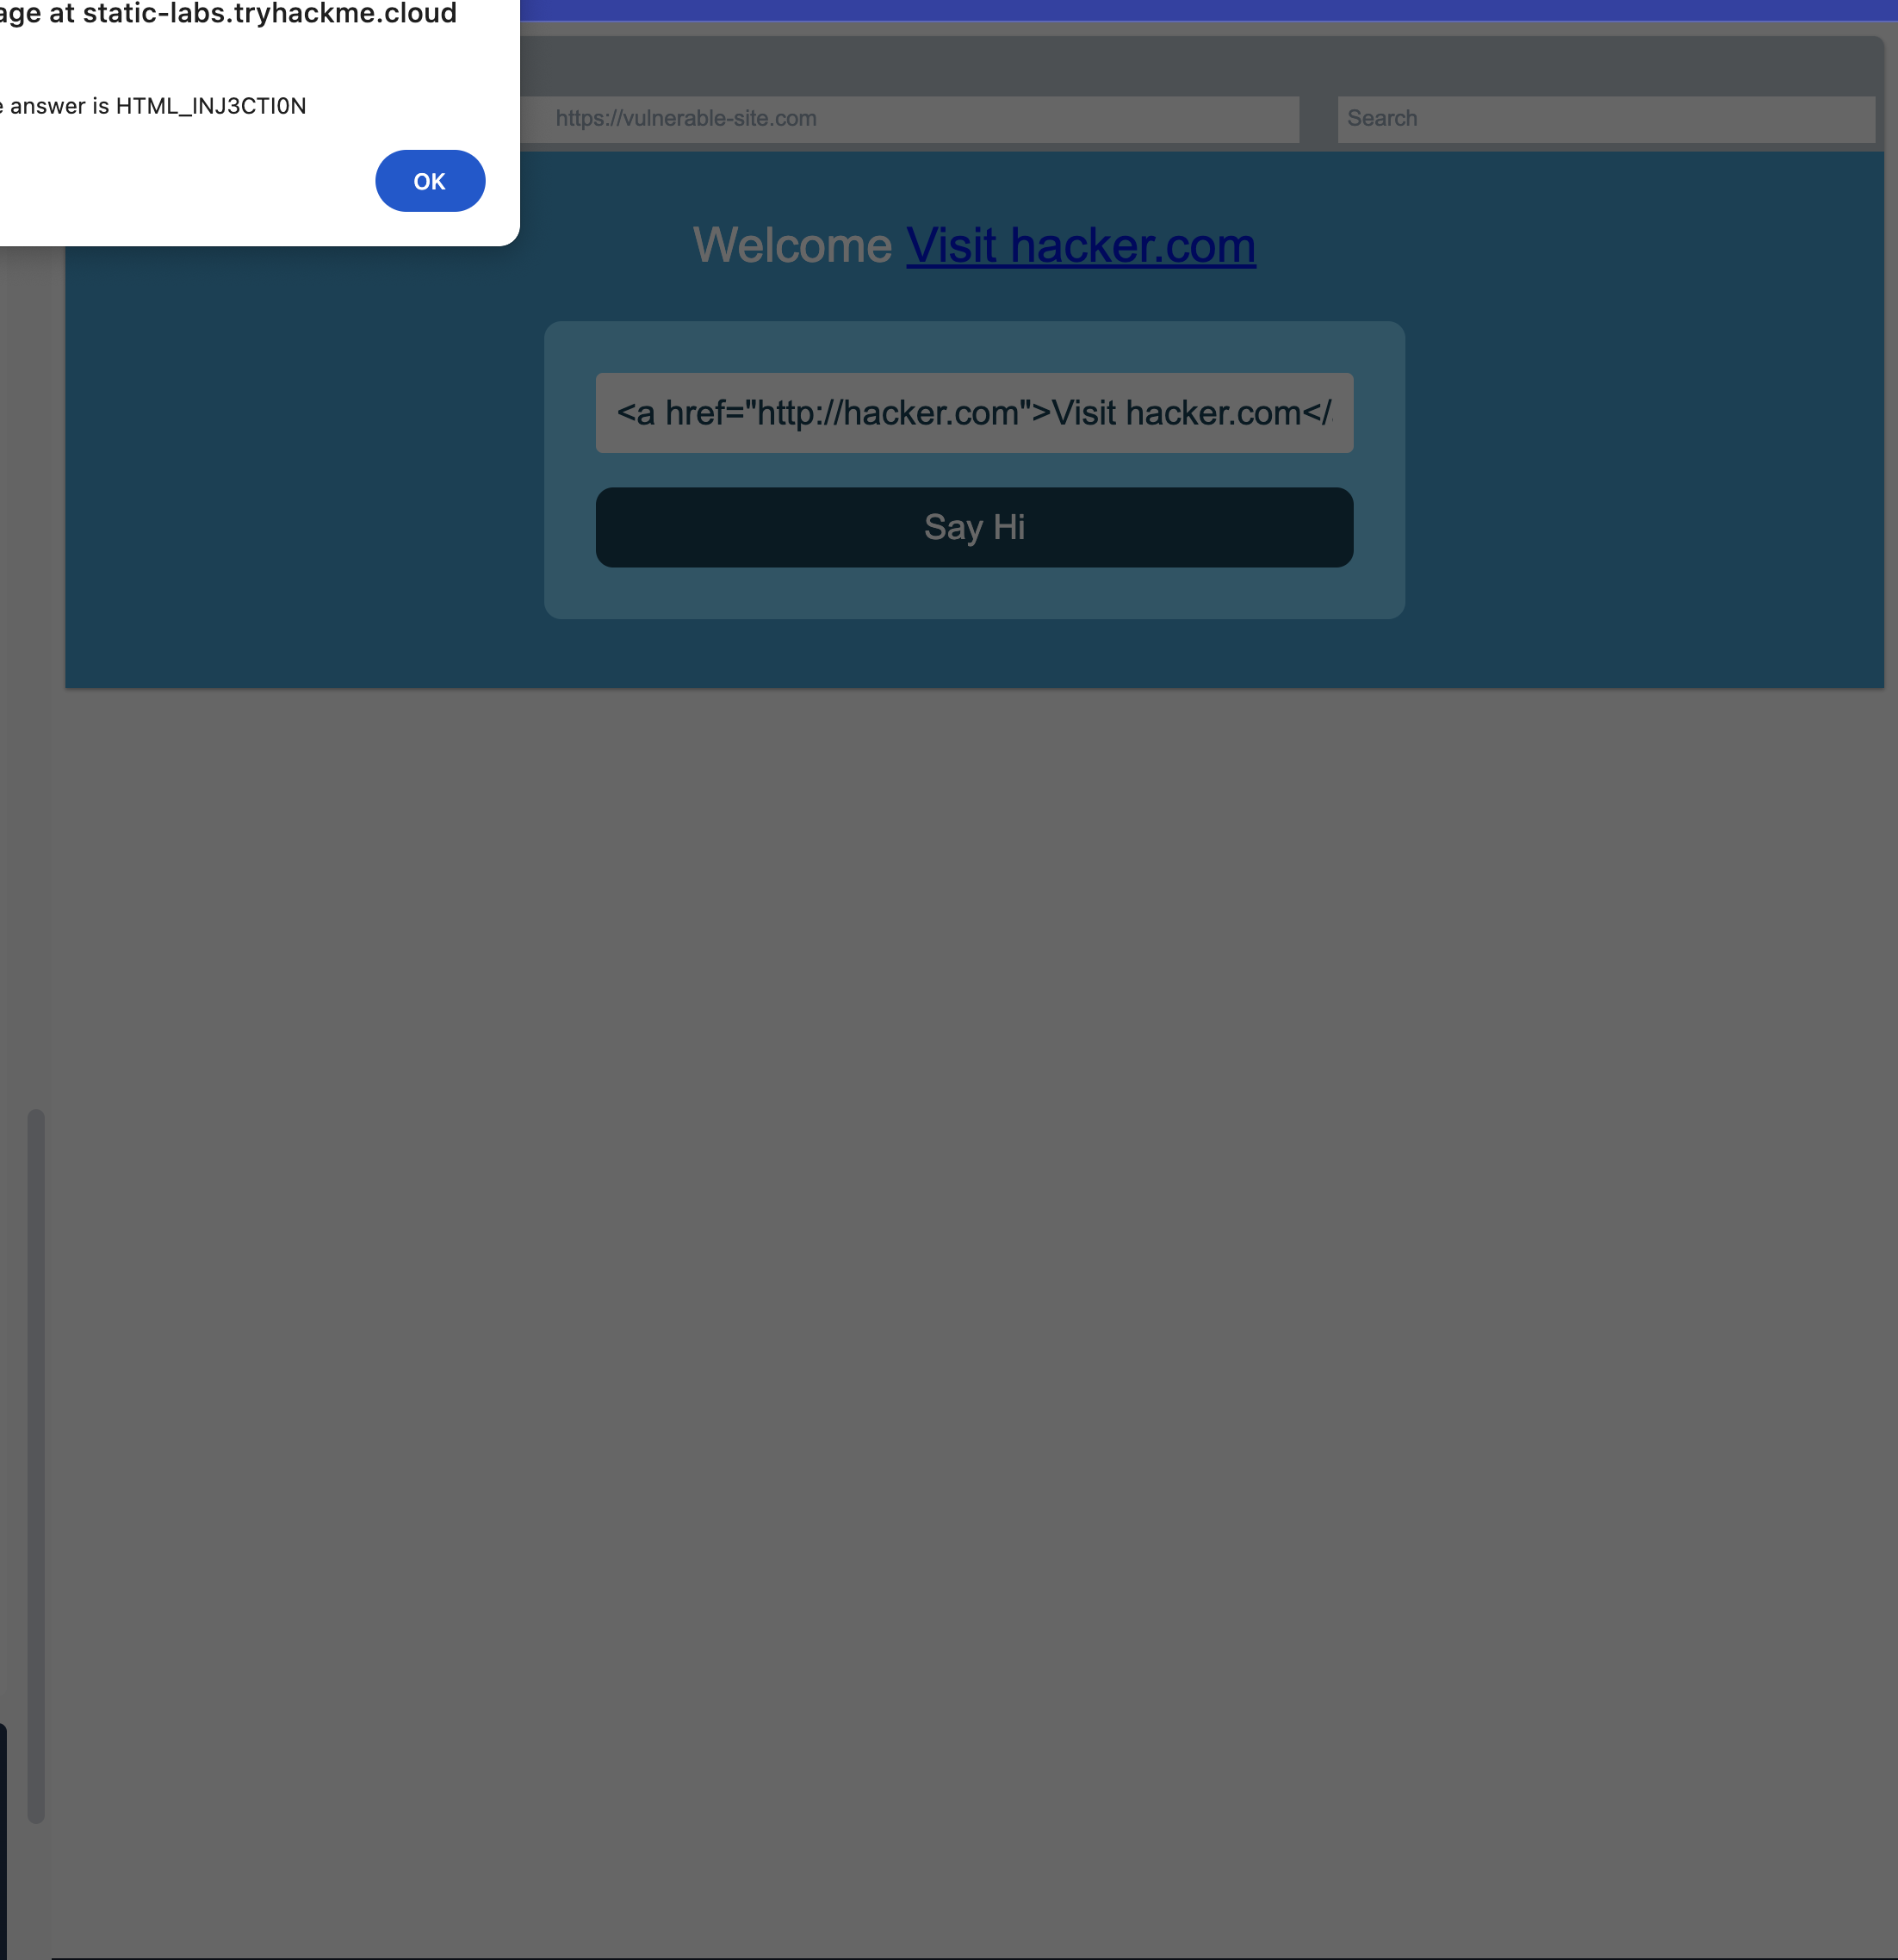 age at static-labs.tryhackme.cloud
answer is HTML_INJ3CTI0N
OK
https://vulnerable-site.com
Search
Welcome Visit hacker.com
<a href="http://hacker.com">Visit hacker.com</
Say Hi